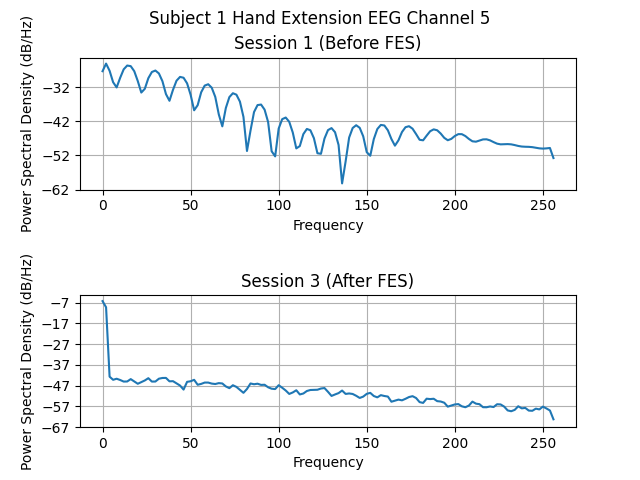 Subject 1 Hand Extension EEG Channel 5
Session 1 (Before FES)
Power Spectral Density (dB/Hz)
−32
−42
−52
−62
0 50 100 150 200 250
Frequency
Session 3 (After FES)
Power Spectral Density (dB/Hz)
−7
−17
−27
−37
−47
−57
−67
0 50 100 150 200 250
Frequency